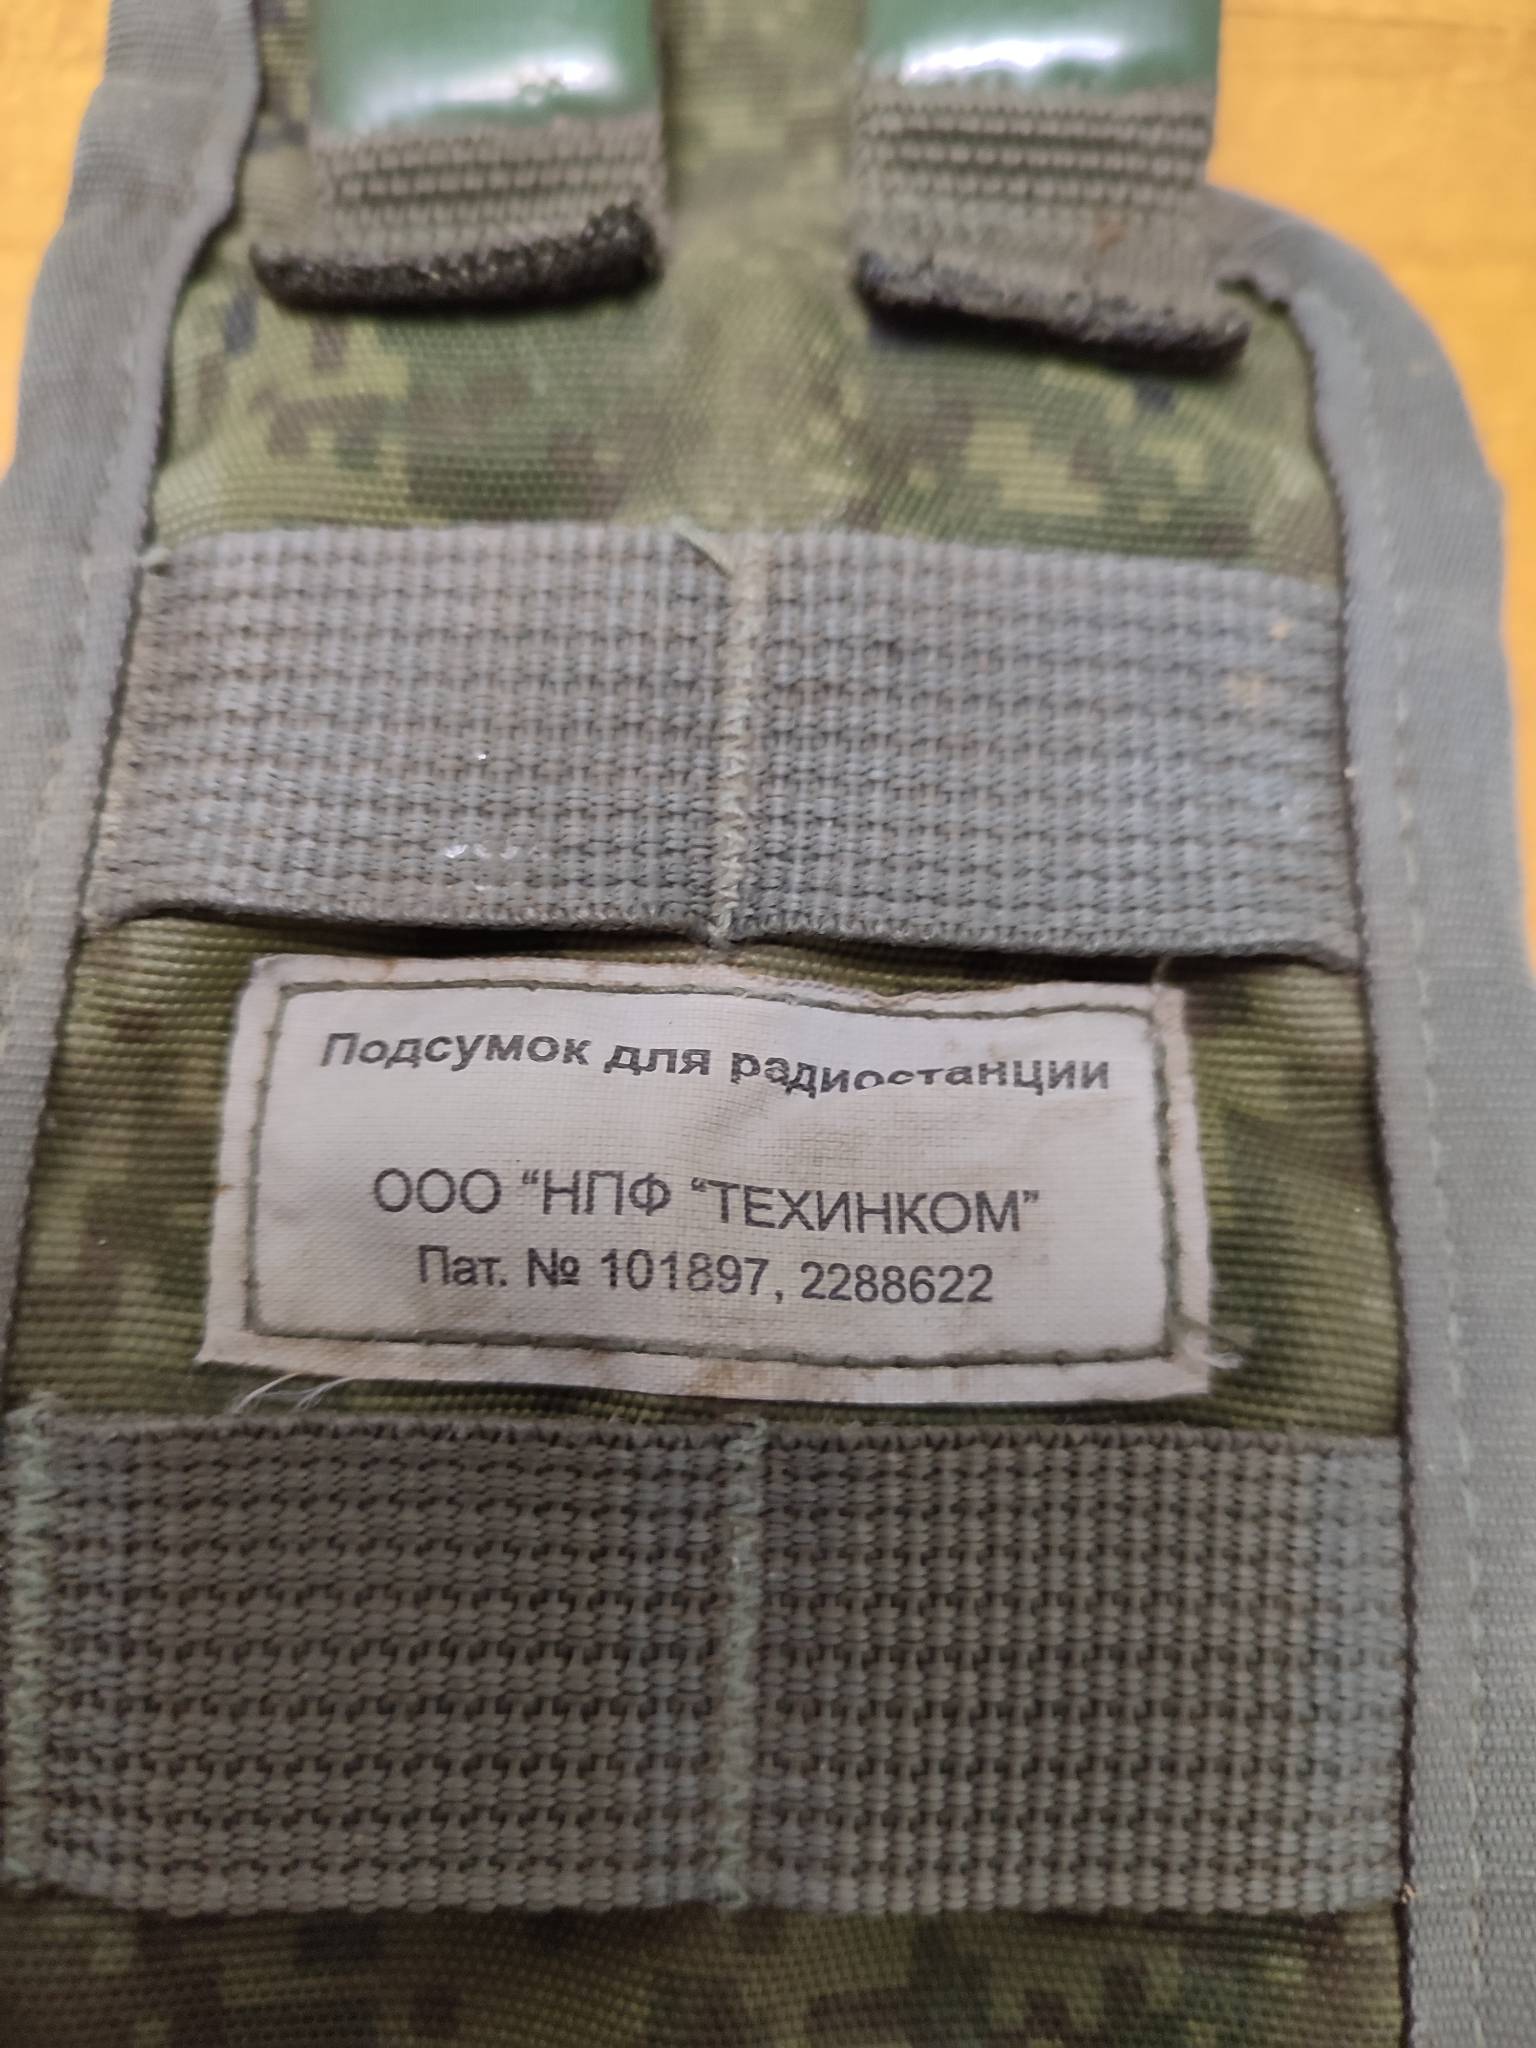 Подсумок для радиостанции
ООО “НПФ “ТЕХИНКОМ”
Пат. № 101897, 2288622